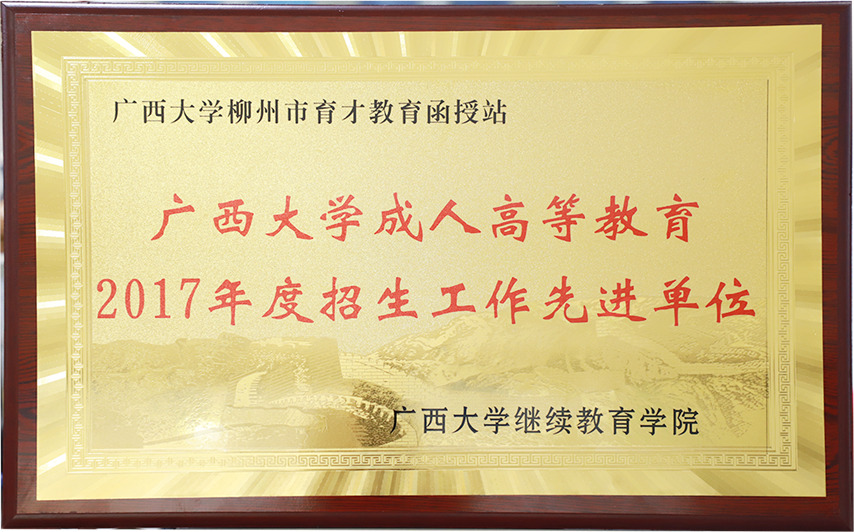 广西大学柳州市育才教育函授站
广西大学成人高等教育
2017年度招生工作先进单位
广西大学继续教育学院